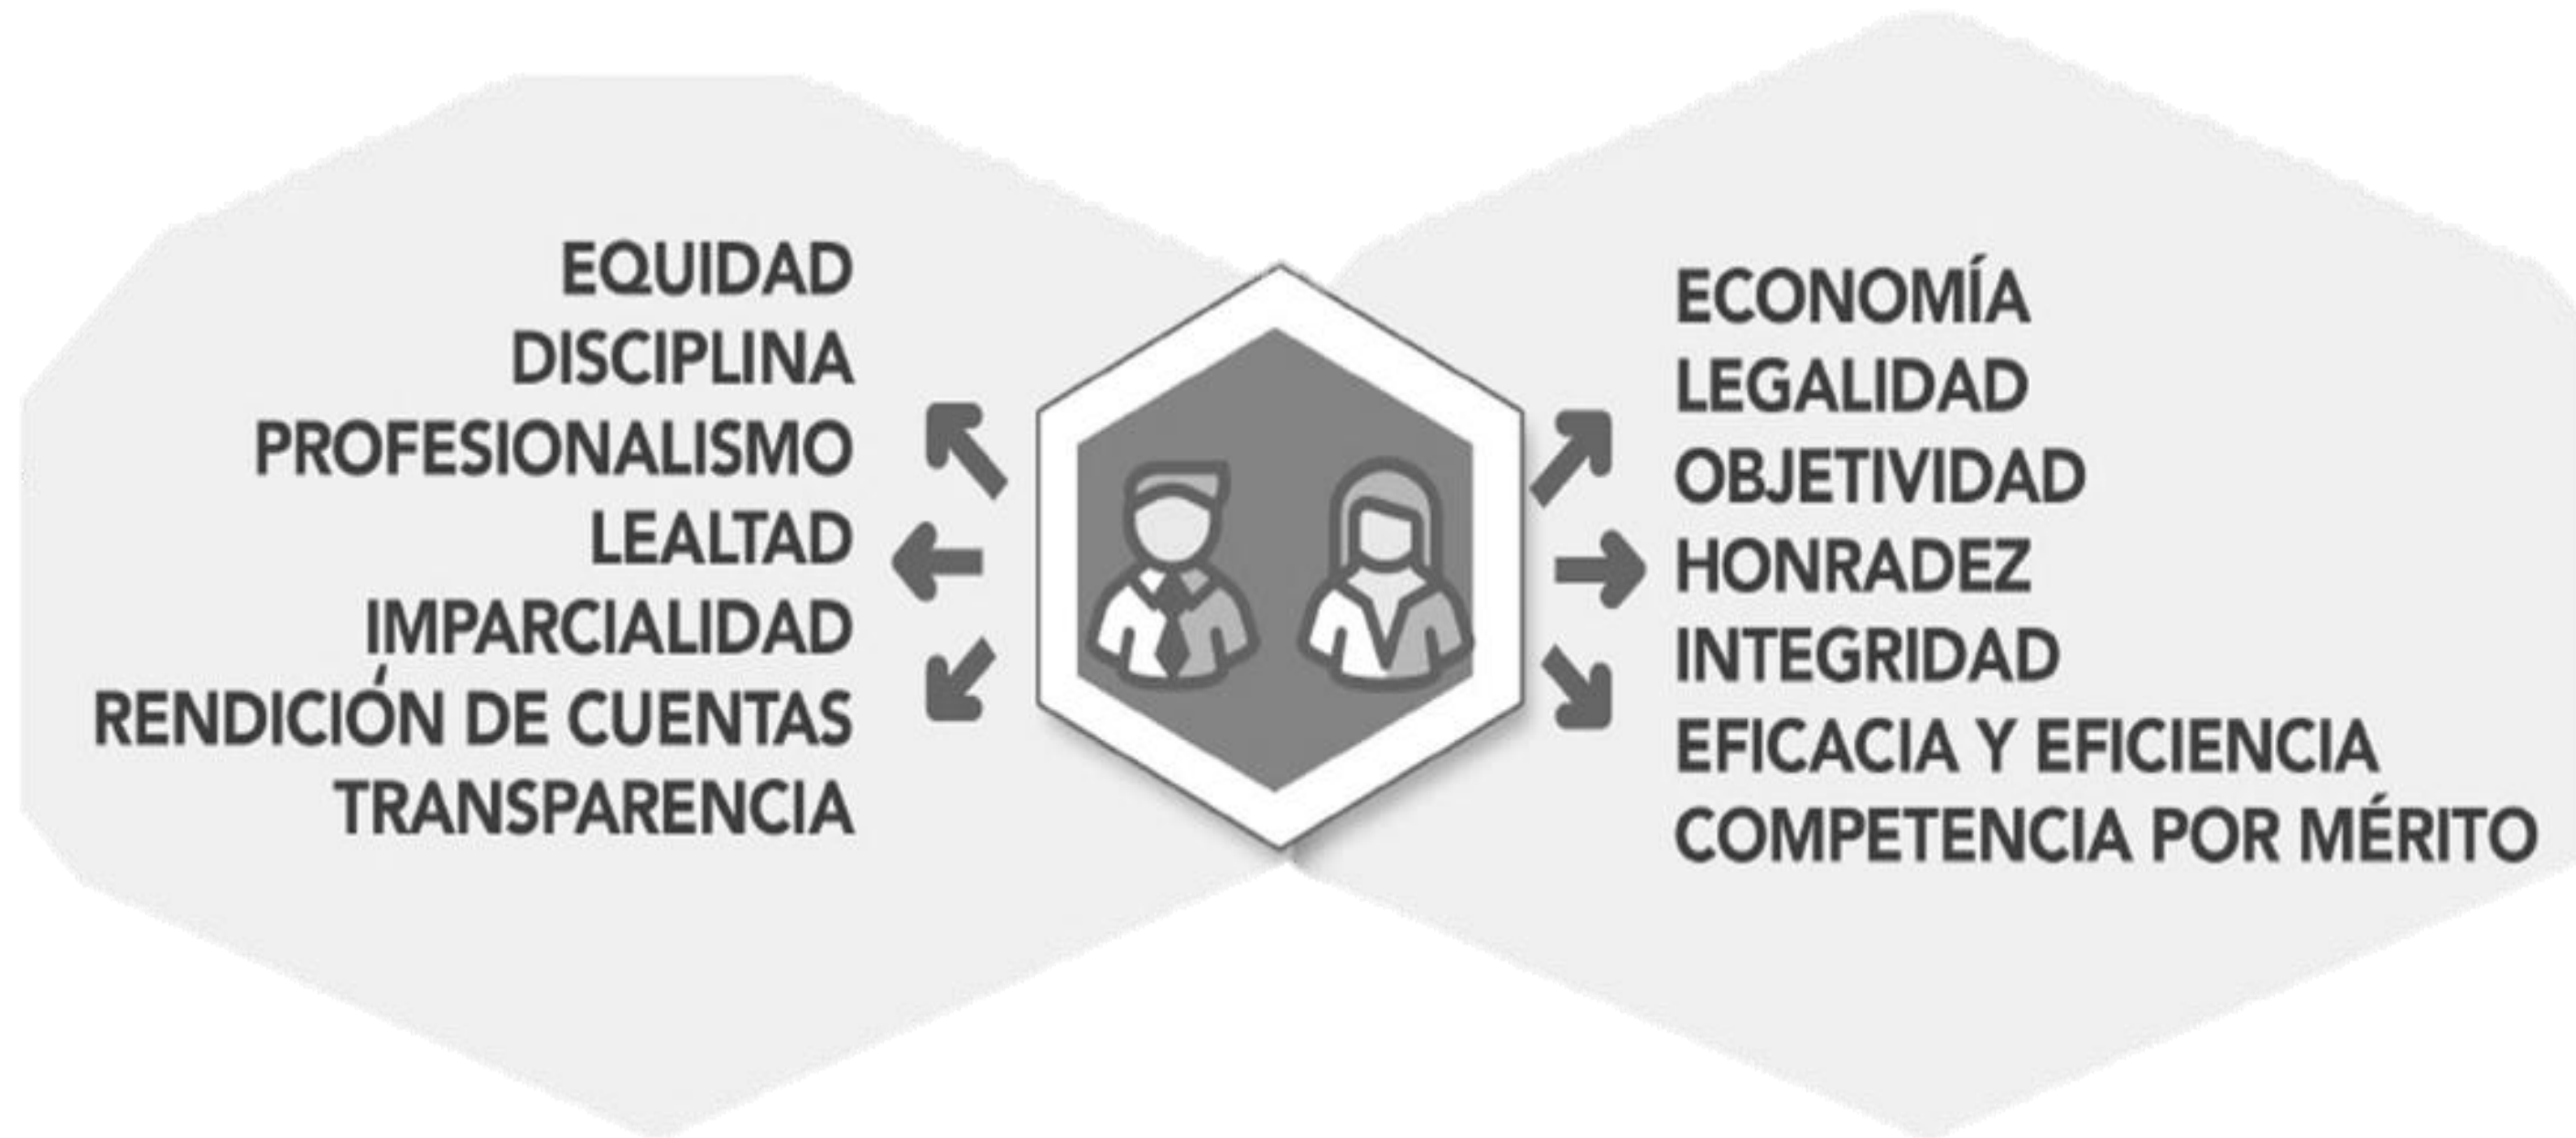 EQUIDAD
DISCIPLINA
PROFESIONALISMO
LEALTAD
IMPARCIALIDAD
RENDICIÓN DE CUENTAS
TRANSPARENCIA
ECONOMÍA
LEGALIDAD
OBJETIVIDAD
HONRADEZ
INTEGRIDAD
EFICACIA Y EFICIENCIA
COMPETENCIA POR MÉRITO